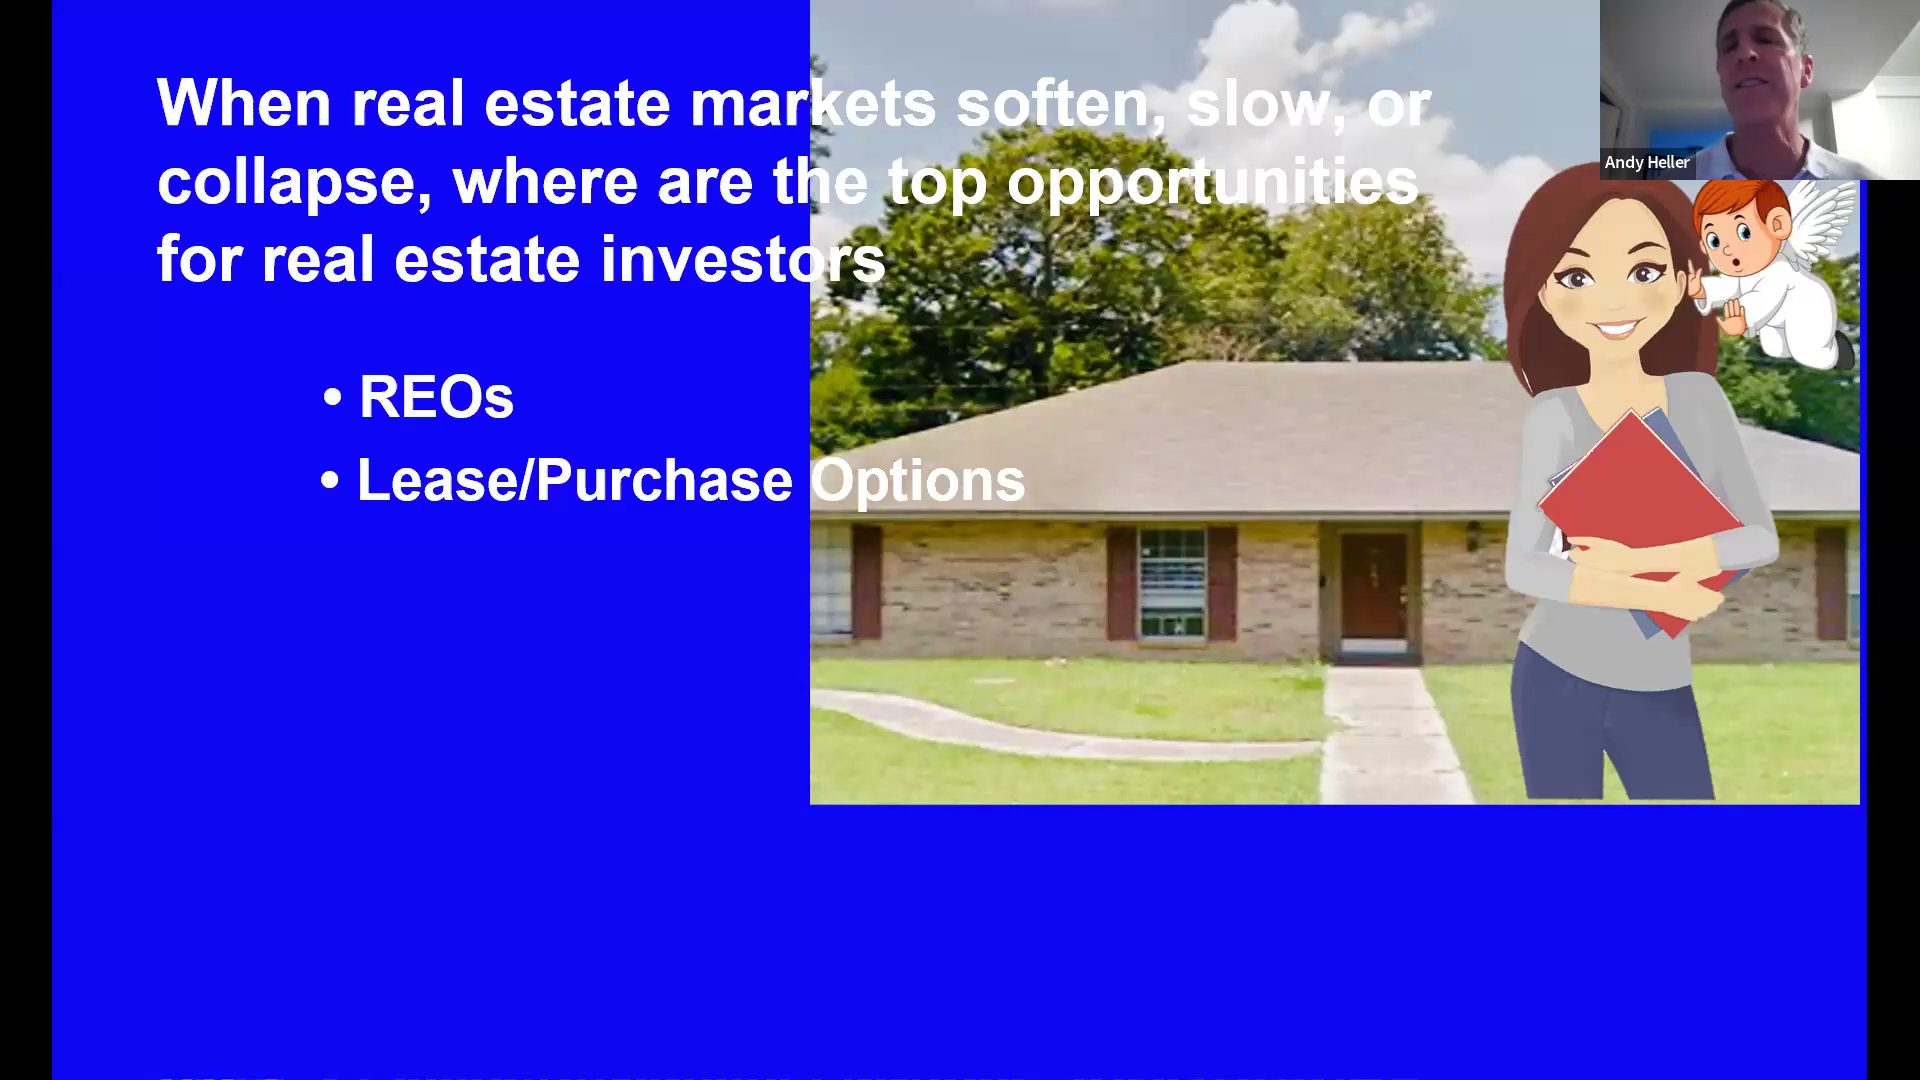 When real estate markets soften, slow, or
collapse, where are the top opportunities
for real estate investors
• REOs
• Lease/Purchase Options
Andy Heller